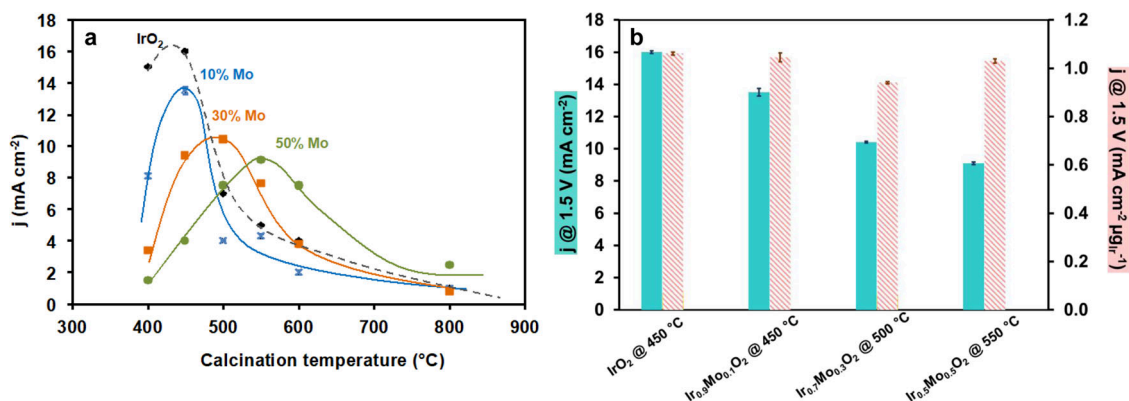 a
IrO₂
10% Mo
30% Mo
50% Mo
18
16
14
12
10
8
6
4
2
0
j (mA cm⁻²)
300 400 500 600 700 800 900
Calcination temperature (°C)
b
18
16
14
12
10
8
6
4
2
0
j @ 1.5 V (mA cm⁻²)
1.2
1.0
0.8
0.6
0.4
0.2
0.0
j @ 1.5 V (mA cm⁻² µg_Ir⁻¹)
IrO₂ @ 450 °C
Ir₀.₉Mo₀.₁O₂ @ 450 °C
Ir₀.₇Mo₀.₃O₂ @ 500 °C
Ir₀.₅Mo₀.₅O₂ @ 550 °C